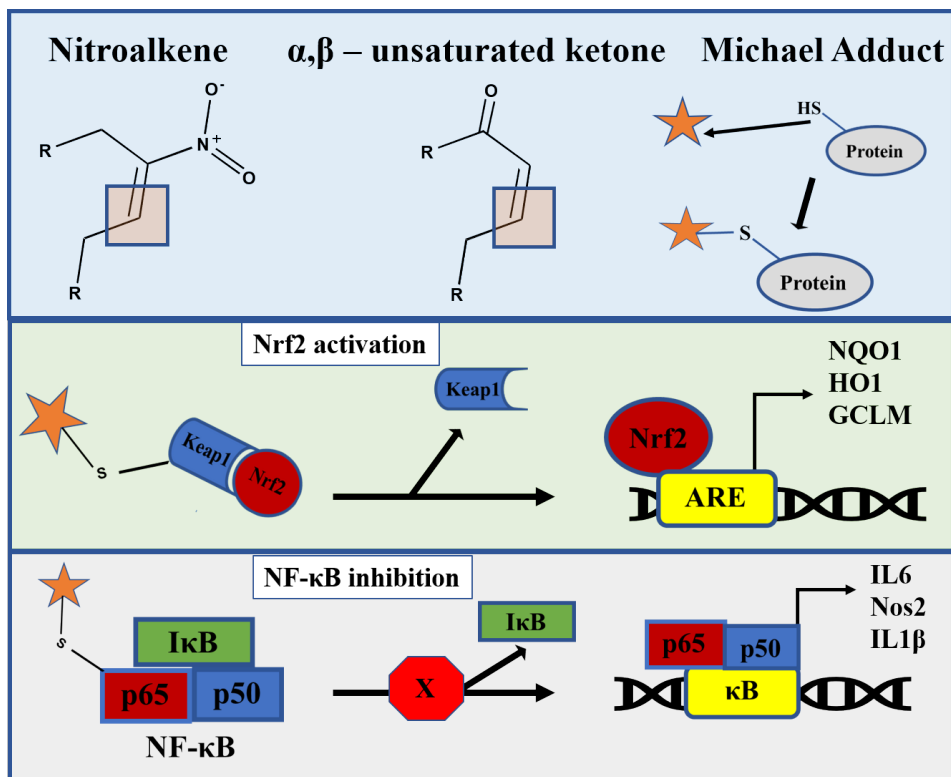 Nitroalkene
α,β – unsaturated ketone
Michael Adduct
O-
N+
O
R
R
O
R
R
HS
Protein
S
Protein
Nrf2 activation
Keap1
NQO1
HO1
GCLM
S
Keap1
Nrf2
Nrf2
ARE
NF-κB inhibition
IL6
Nos2
IL1β
S
IκB
p65
p50
NF-κB
X
IκB
p65
p50
κB